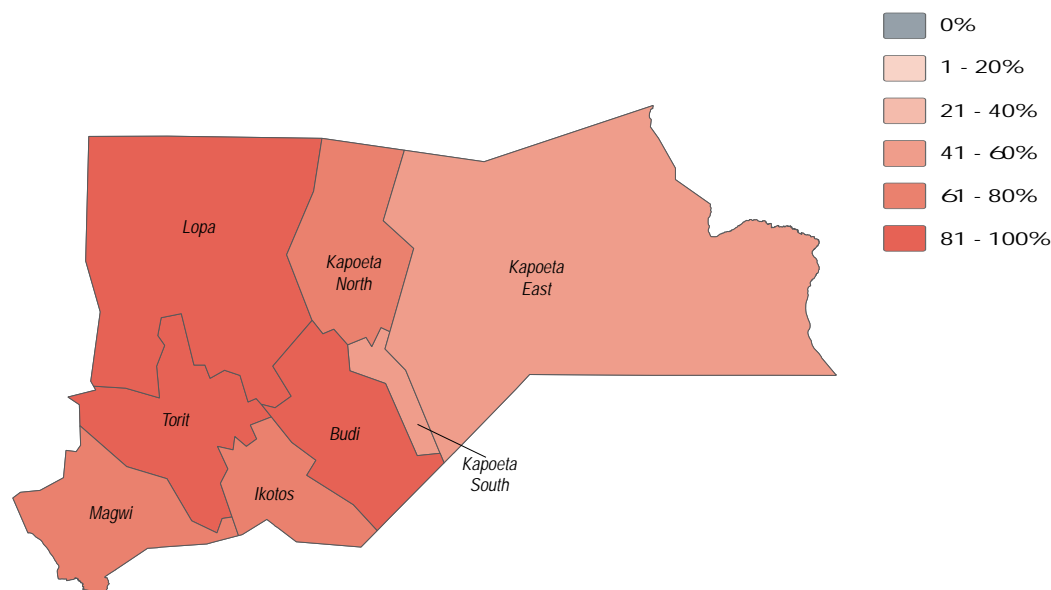 0%
1 - 20%
21 - 40%
41 - 60%
61 - 80%
81 - 100%
Lopa
Kapoeta
North
Kapoeta
East
Torit
Budi
Kapoeta
South
Ikotos
Magwi